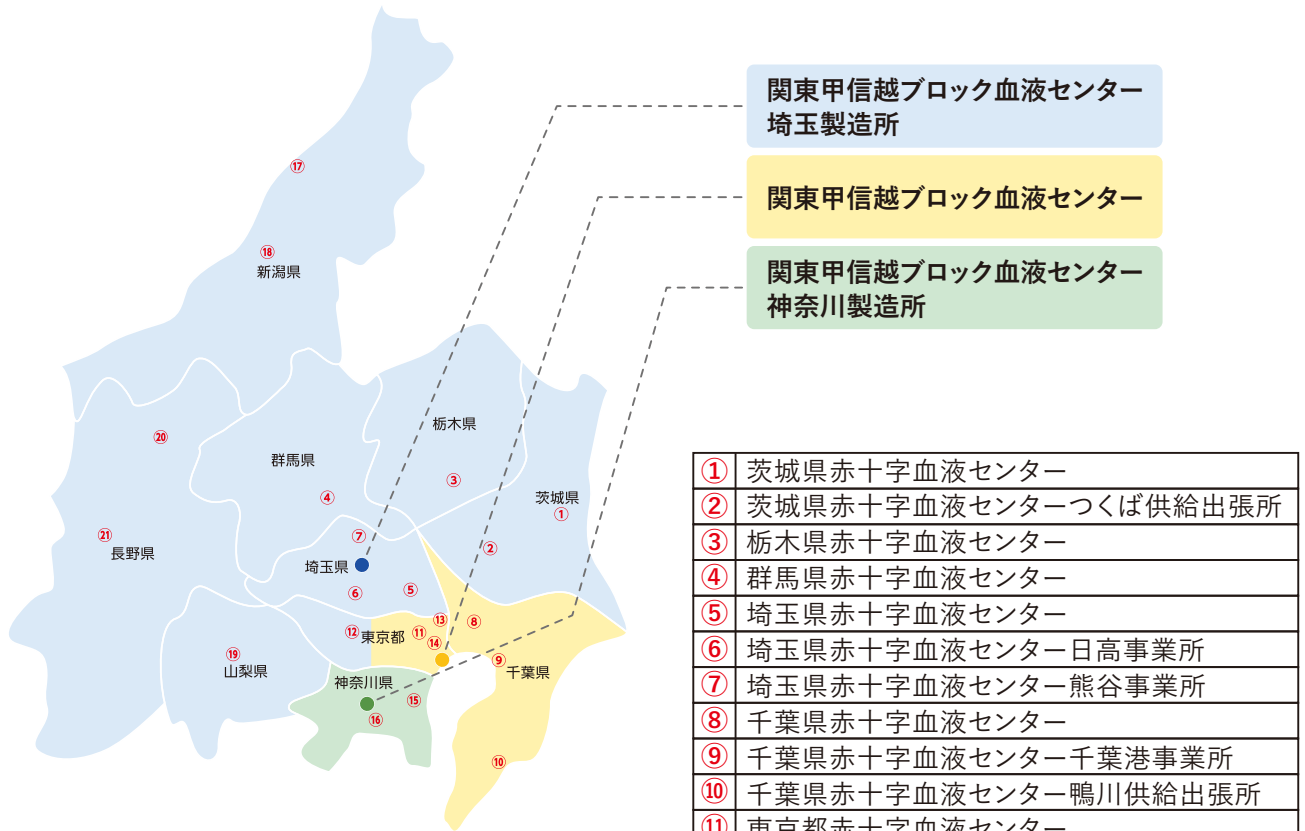 関東甲信越ブロック血液センター
埼玉製造所
関東甲信越ブロック血液センター
関東甲信越ブロック血液センター
神奈川製造所
⑰
⑱
新潟県
栃木県
⑳
群馬県
③
④
茨城県
①
㉑
長野県
⑦
②
埼玉県
⑥
⑤
⑫
東京都
⑪
⑬
⑭
⑧
⑲
山梨県
⑨
千葉県
神奈川県
⑮
⑯
⑩
① 茨城県赤十字血液センター
② 茨城県赤十字血液センターつくば供給出張所
③ 栃木県赤十字血液センター
④ 群馬県赤十字血液センター
⑤ 埼玉県赤十字血液センター
⑥ 埼玉県赤十字血液センター日高事業所
⑦ 埼玉県赤十字血液センター熊谷事業所
⑧ 千葉県赤十字血液センター
⑨ 千葉県赤十字血液センター千葉港事業所
⑩ 千葉県赤十字血液センター鴨川供給出張所
⑪ 東京都赤十字血液センター